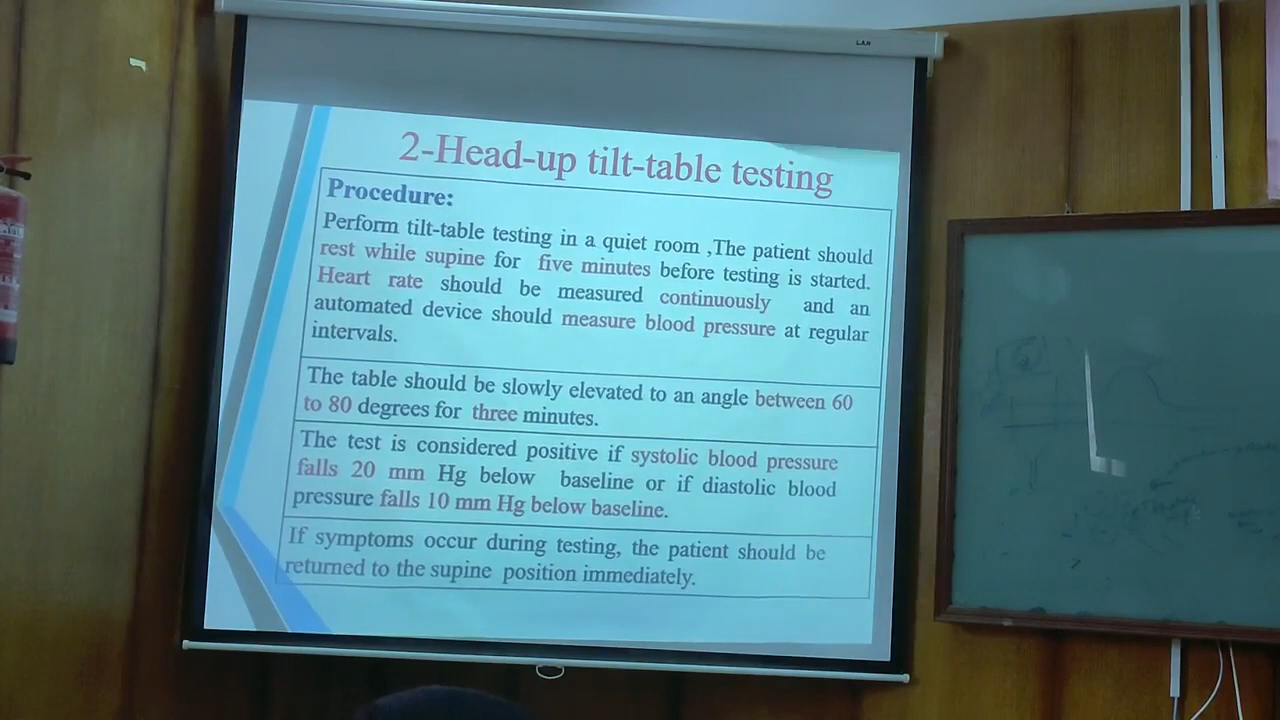 LAR
2-Head-up tilt-table testing
Procedure:
Perform tilt-table testing in a quiet room ,The patient should
rest while supine for five minutes before testing is started.
Heart rate should be measured continuously and an
automated device should measure blood pressure at regular
intervals.
The table should be slowly elevated to an angle between 60
to 80 degrees for three minutes.
The test is considered positive if systolic blood pressure
falls 20 mm Hg below baseline or if diastolic blood
pressure falls 10 mm Hg below baseline.
If symptoms occur during testing, the patient should be
returned to the supine position immediately.